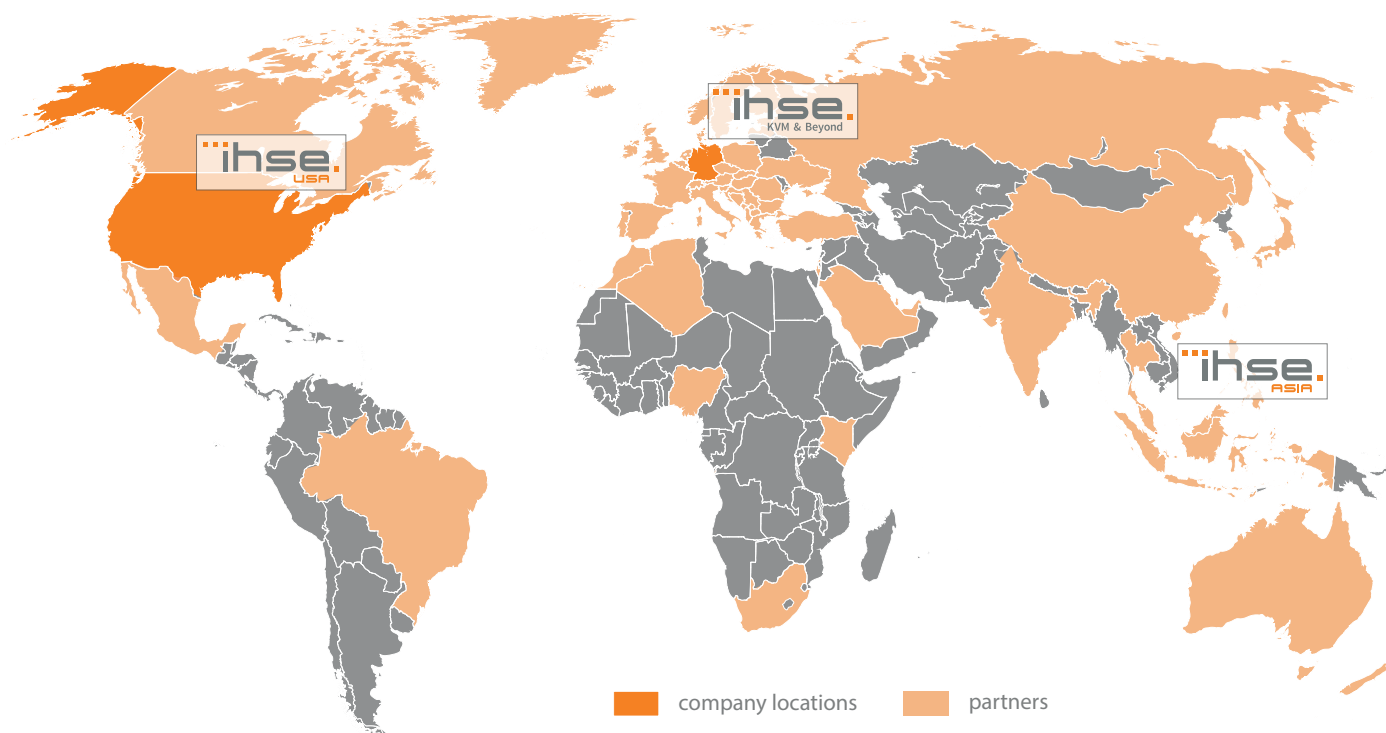 ihse.
USA
ihse.
KVM & Beyond
ihse.
ASIA
company locations
partners